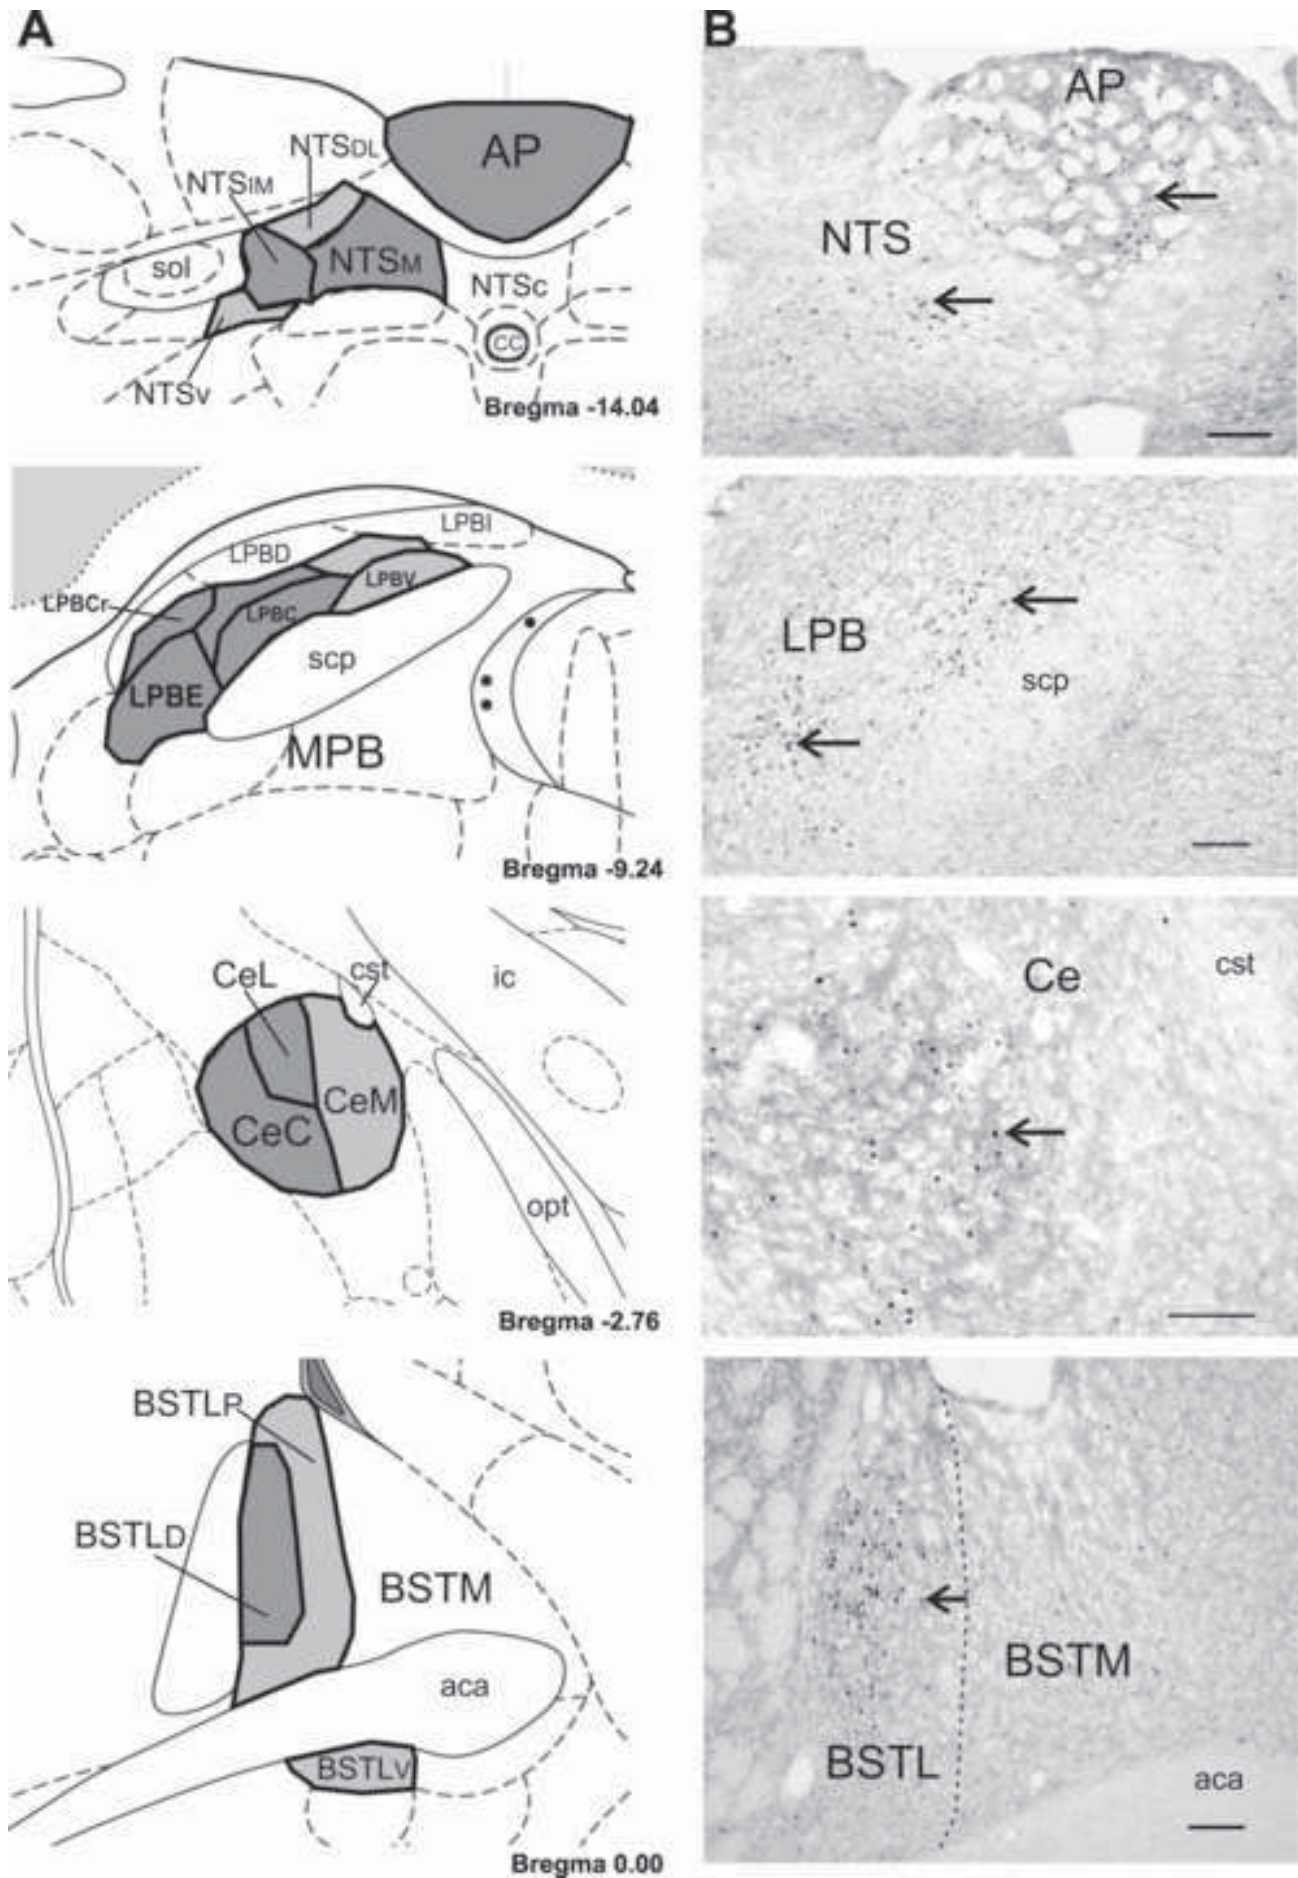 A
NTSDL
AP
NTSIM
sol
NTSM
NTSC
CC
NTSV
Bregma -14.04
LPBI
LPBD
LPBCr
LPBV
LPBC
LPBE
scp
MPB
Bregma -9.24
CeL
cst
ic
CeM
CeC
opt
Bregma -2.76
BSTLP
BSTLD
BSTM
aca
BSTLV
Bregma 0.00
B
AP
NTS
LPB
scp
Ce
cst
BSTM
BSTL
aca